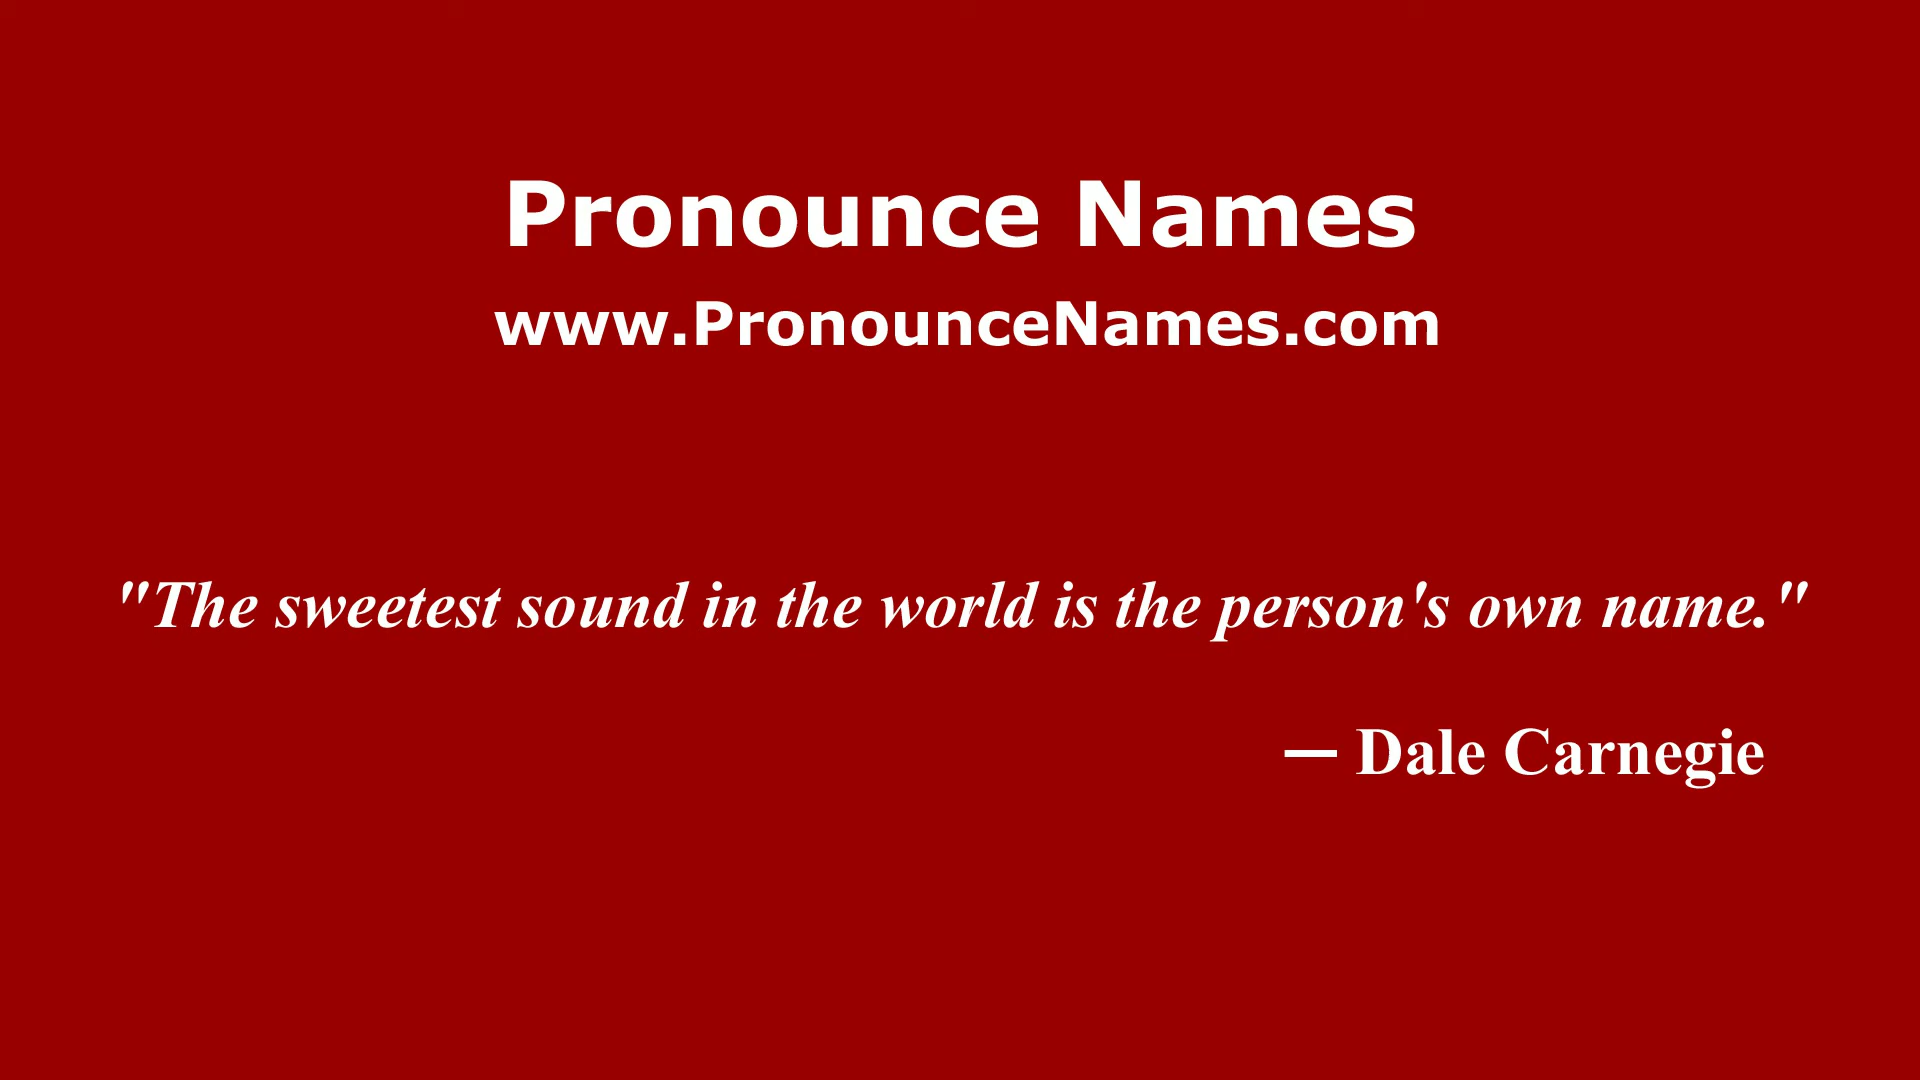 Pronounce Names
www.PronounceNames.com
"The sweetest sound in the world is the person's own name."
— Dale Carnegie